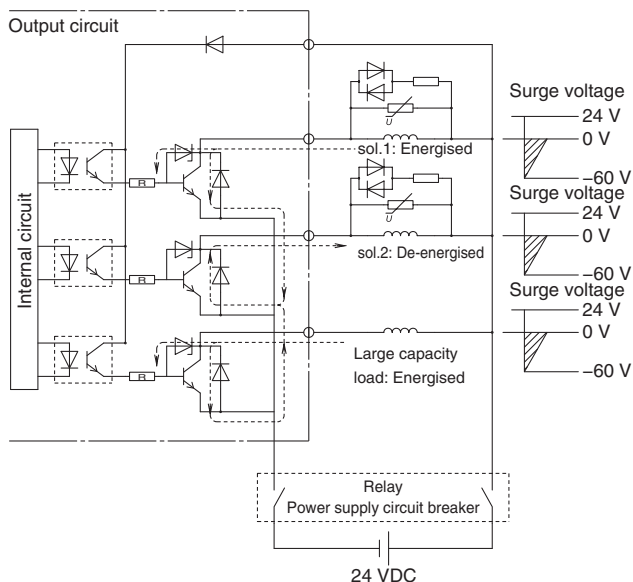 Output circuit
Surge voltage
24 V
0 V
–60 V
sol.1: Energised
U
R
Internal circuit
Surge voltage
24 V
0 V
–60 V
sol.2: De-energised
U
R
Surge voltage
24 V
0 V
–60 V
Large capacity
load: Energised
R
Relay
Power supply circuit breaker
24 VDC